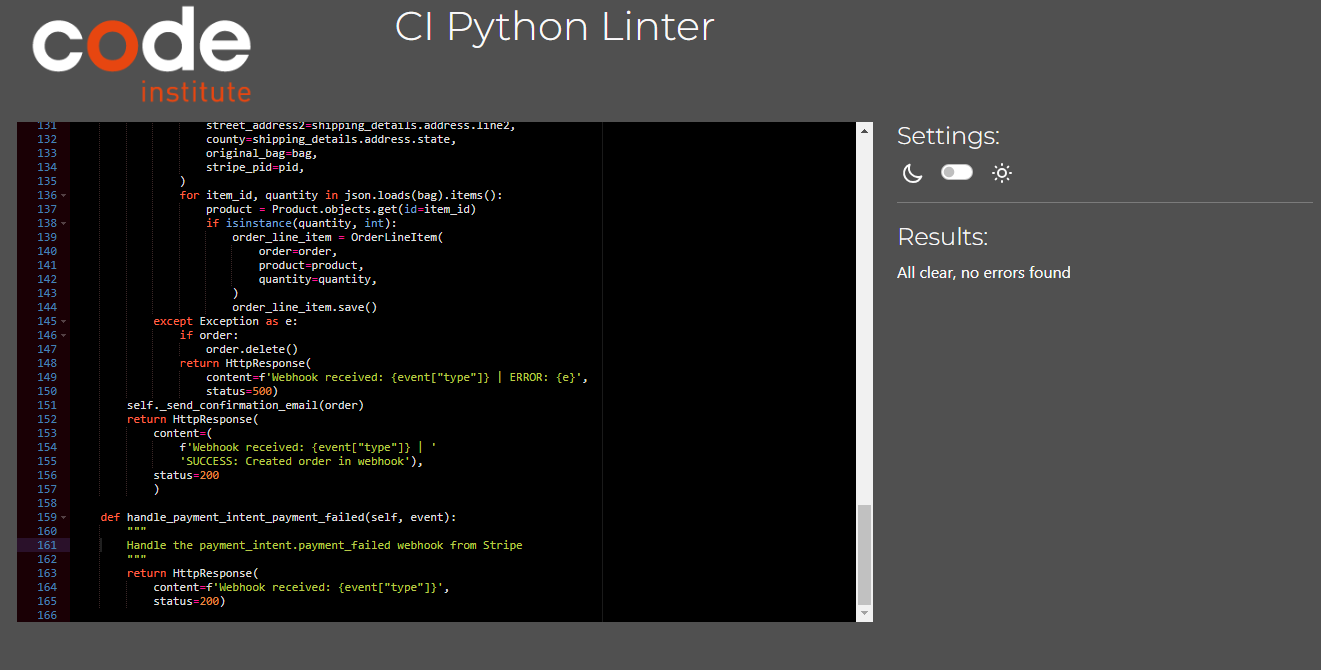 code
institute
CI Python Linter
131 street_address2=shipping_details.address.line2,
132 county=shipping_details.address.state,
133 original_bag=bag,
134 stripe_pid=pid,
135 )
136 for item_id, quantity in json.loads(bag).items():
137 product = Product.objects.get(id=item_id)
138 if isinstance(quantity, int):
139 order_line_item = OrderLineItem(
140 order=order,
141 product=product,
142 quantity=quantity,
143 )
144 order_line_item.save()
145 except Exception as e:
146 if order:
147 order.delete()
148 return HttpResponse(
149 content=f'Webhook received: {event["type"]} | ERROR: {e}',
150 status=500)
151 self._send_confirmation_email(order)
152 return HttpResponse(
153 content=(
154 f'Webhook received: {event["type"]} | '
155 'SUCCESS: Created order in webhook'),
156 status=200
157 )
158
159 def handle_payment_intent_payment_failed(self, event):
160 """
161 Handle the payment_intent.payment_failed webhook from Stripe
162 """
163 return HttpResponse(
164 content=f'Webhook received: {event["type"]}',
165 status=200)
166
Settings:
Results:
All clear, no errors found